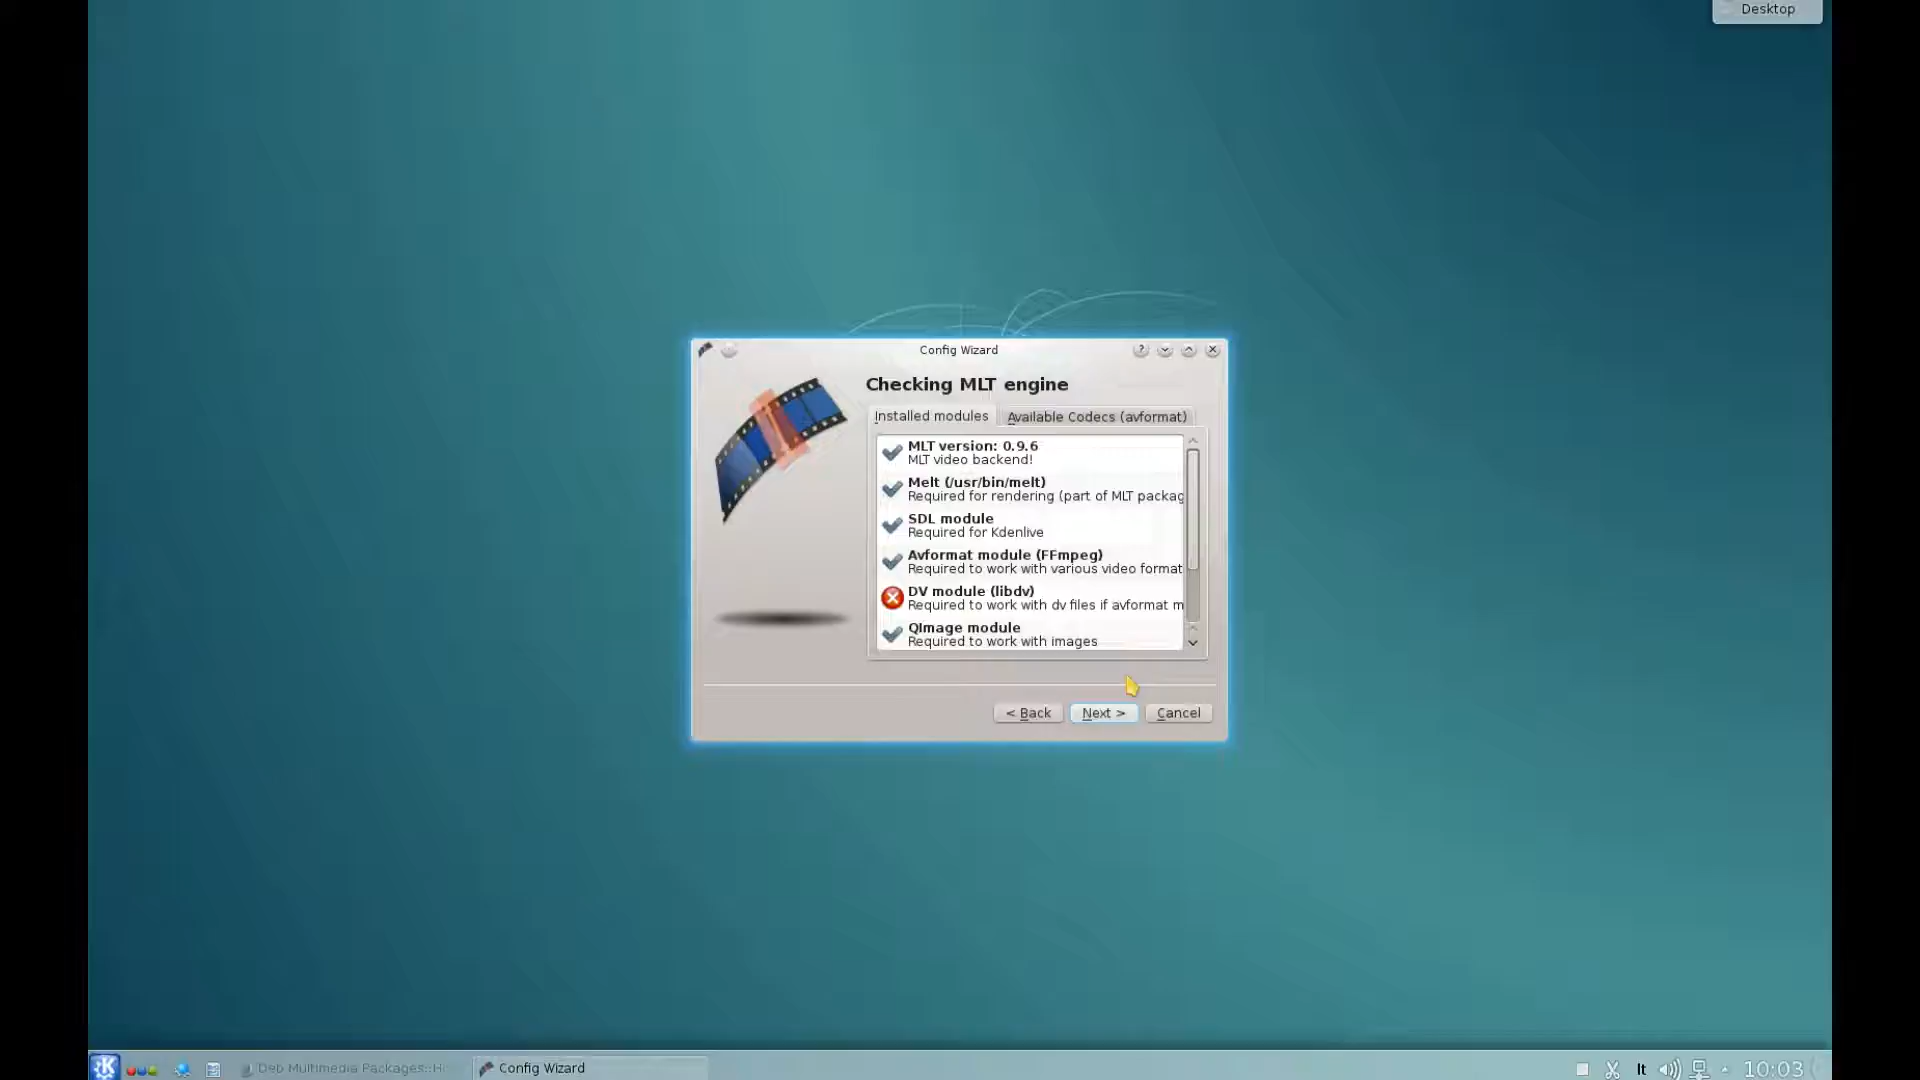 Desktop
Config Wizard
Checking MLT engine
Installed modules
Available Codecs (avformat)
MLT version: 0.9.6
MLT video backend!
Melt (/usr/bin/melt)
Required for rendering (part of MLT packag
SDL module
Required for Kdenlive
Avformat module (FFmpeg)
Required to work with various video format
DV module (libdv)
Required to work with dv files if avformat m
QImage module
Required to work with images
< Back
Next >
Cancel
Deb Multimedia Packages::H
Config Wizard
It
10:03